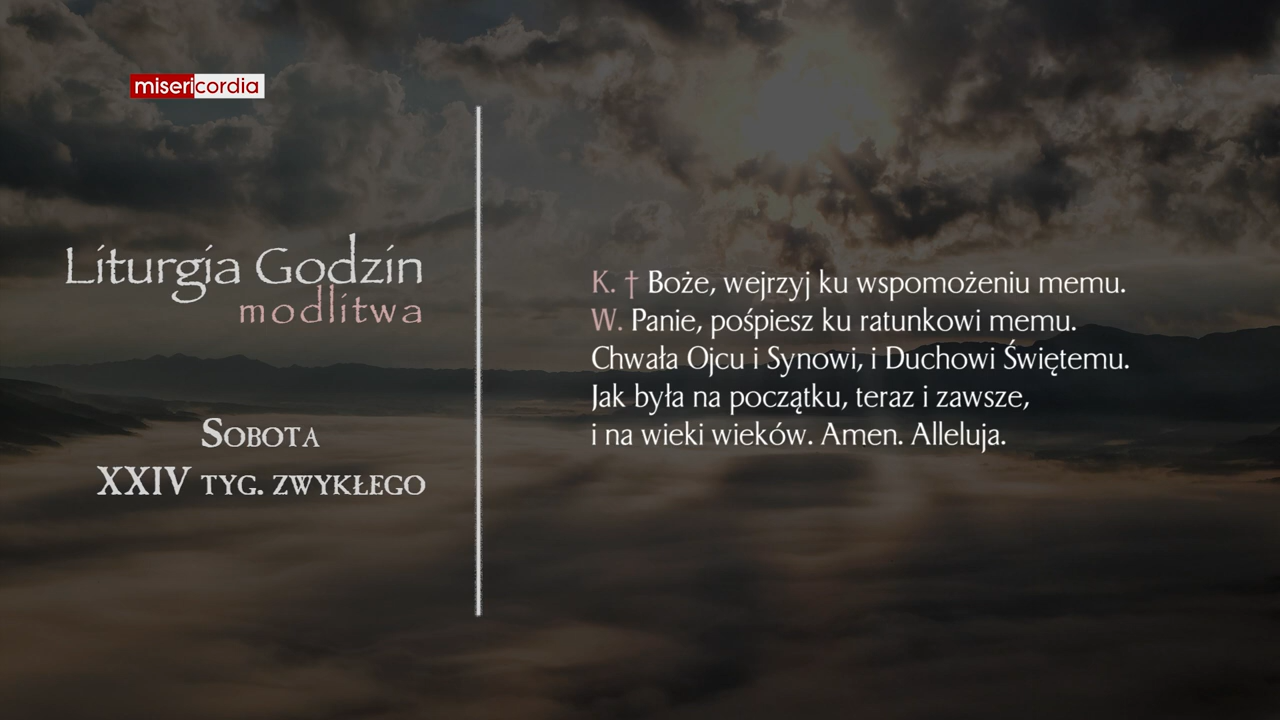 misericordia
Liturgia Godzin
modlitwa
Sobota
XXIV tyg. zwykłego
K. † Boże, wejrzyj ku wspomożeniu memu.
W. Panie, pośpiesz ku ratunkowi memu.
Chwała Ojcu i Synowi, i Duchowi Świętemu.
Jak była na początku, teraz i zawsze,
i na wieki wieków. Amen. Alleluja.